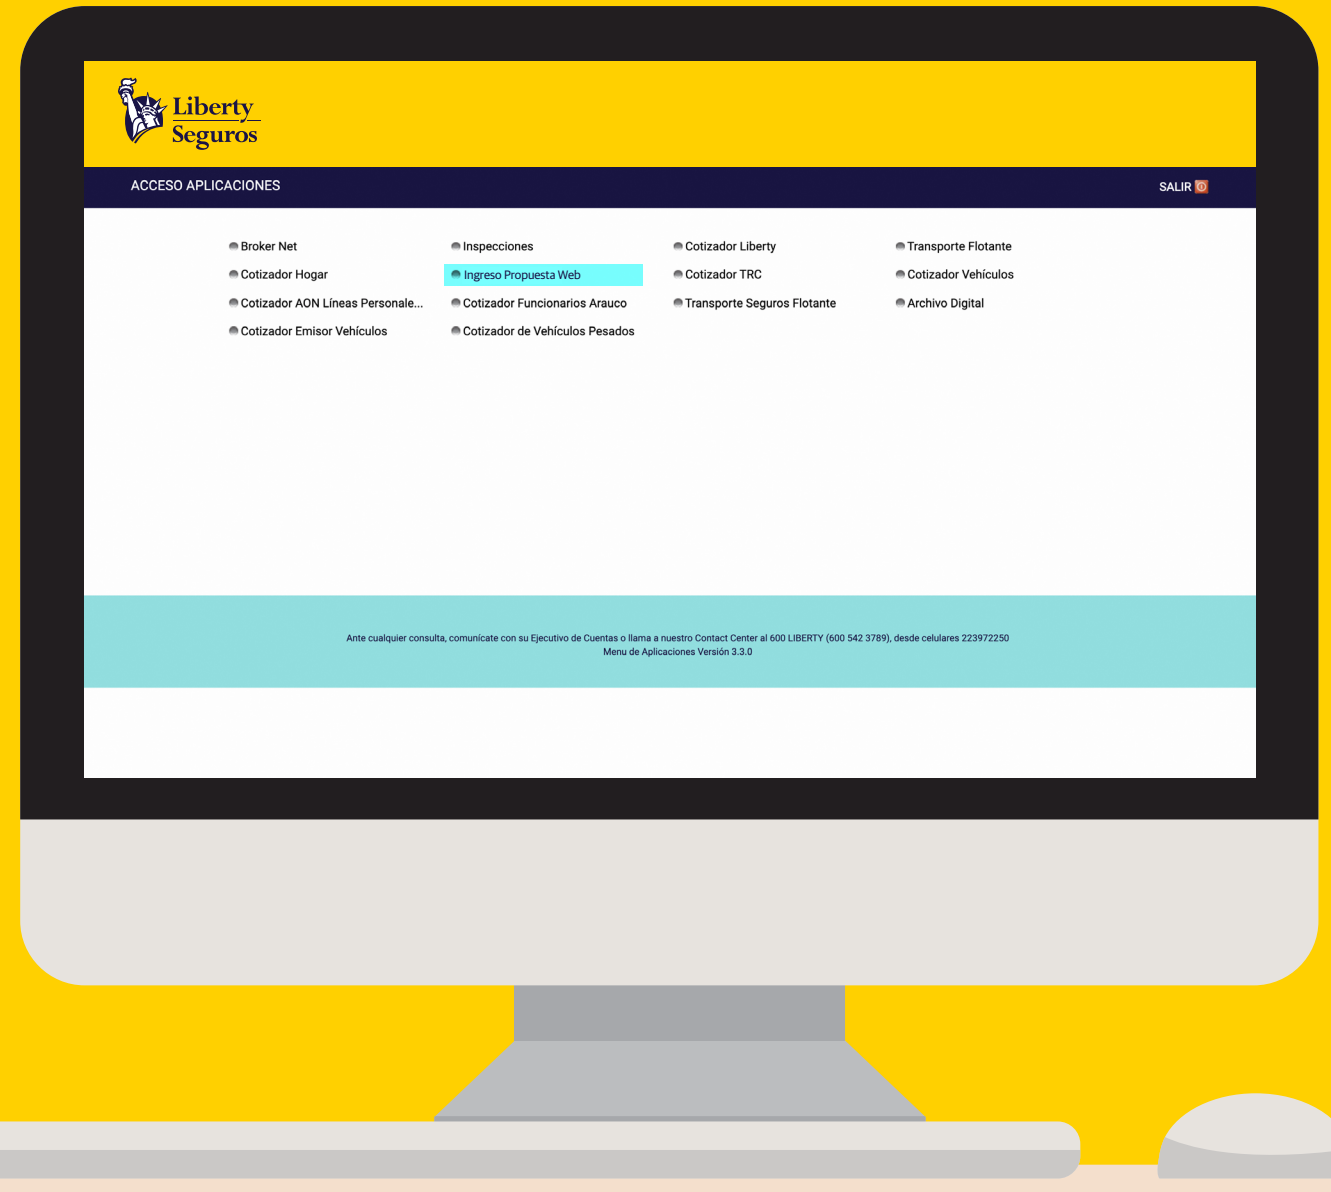 Liberty
Seguros
ACCESO APLICACIONES
SALIR
Broker Net
Inspecciones
Cotizador Liberty
Transporte Flotante
Cotizador Hogar
Ingreso Propuesta Web
Cotizador TRC
Cotizador Vehículos
Cotizador AON Líneas Personale...
Cotizador Funcionarios Arauco
Transporte Seguros Flotante
Archivo Digital
Cotizador Emisor Vehículos
Cotizador de Vehículos Pesados
Ante cualquier consulta, comunícate con su Ejecutivo de Cuentas o llama a nuestro Contact Center al 600 LIBERTY (600 542 3789), desde celulares 223972250
Menu de Aplicaciones Versión 3.3.0